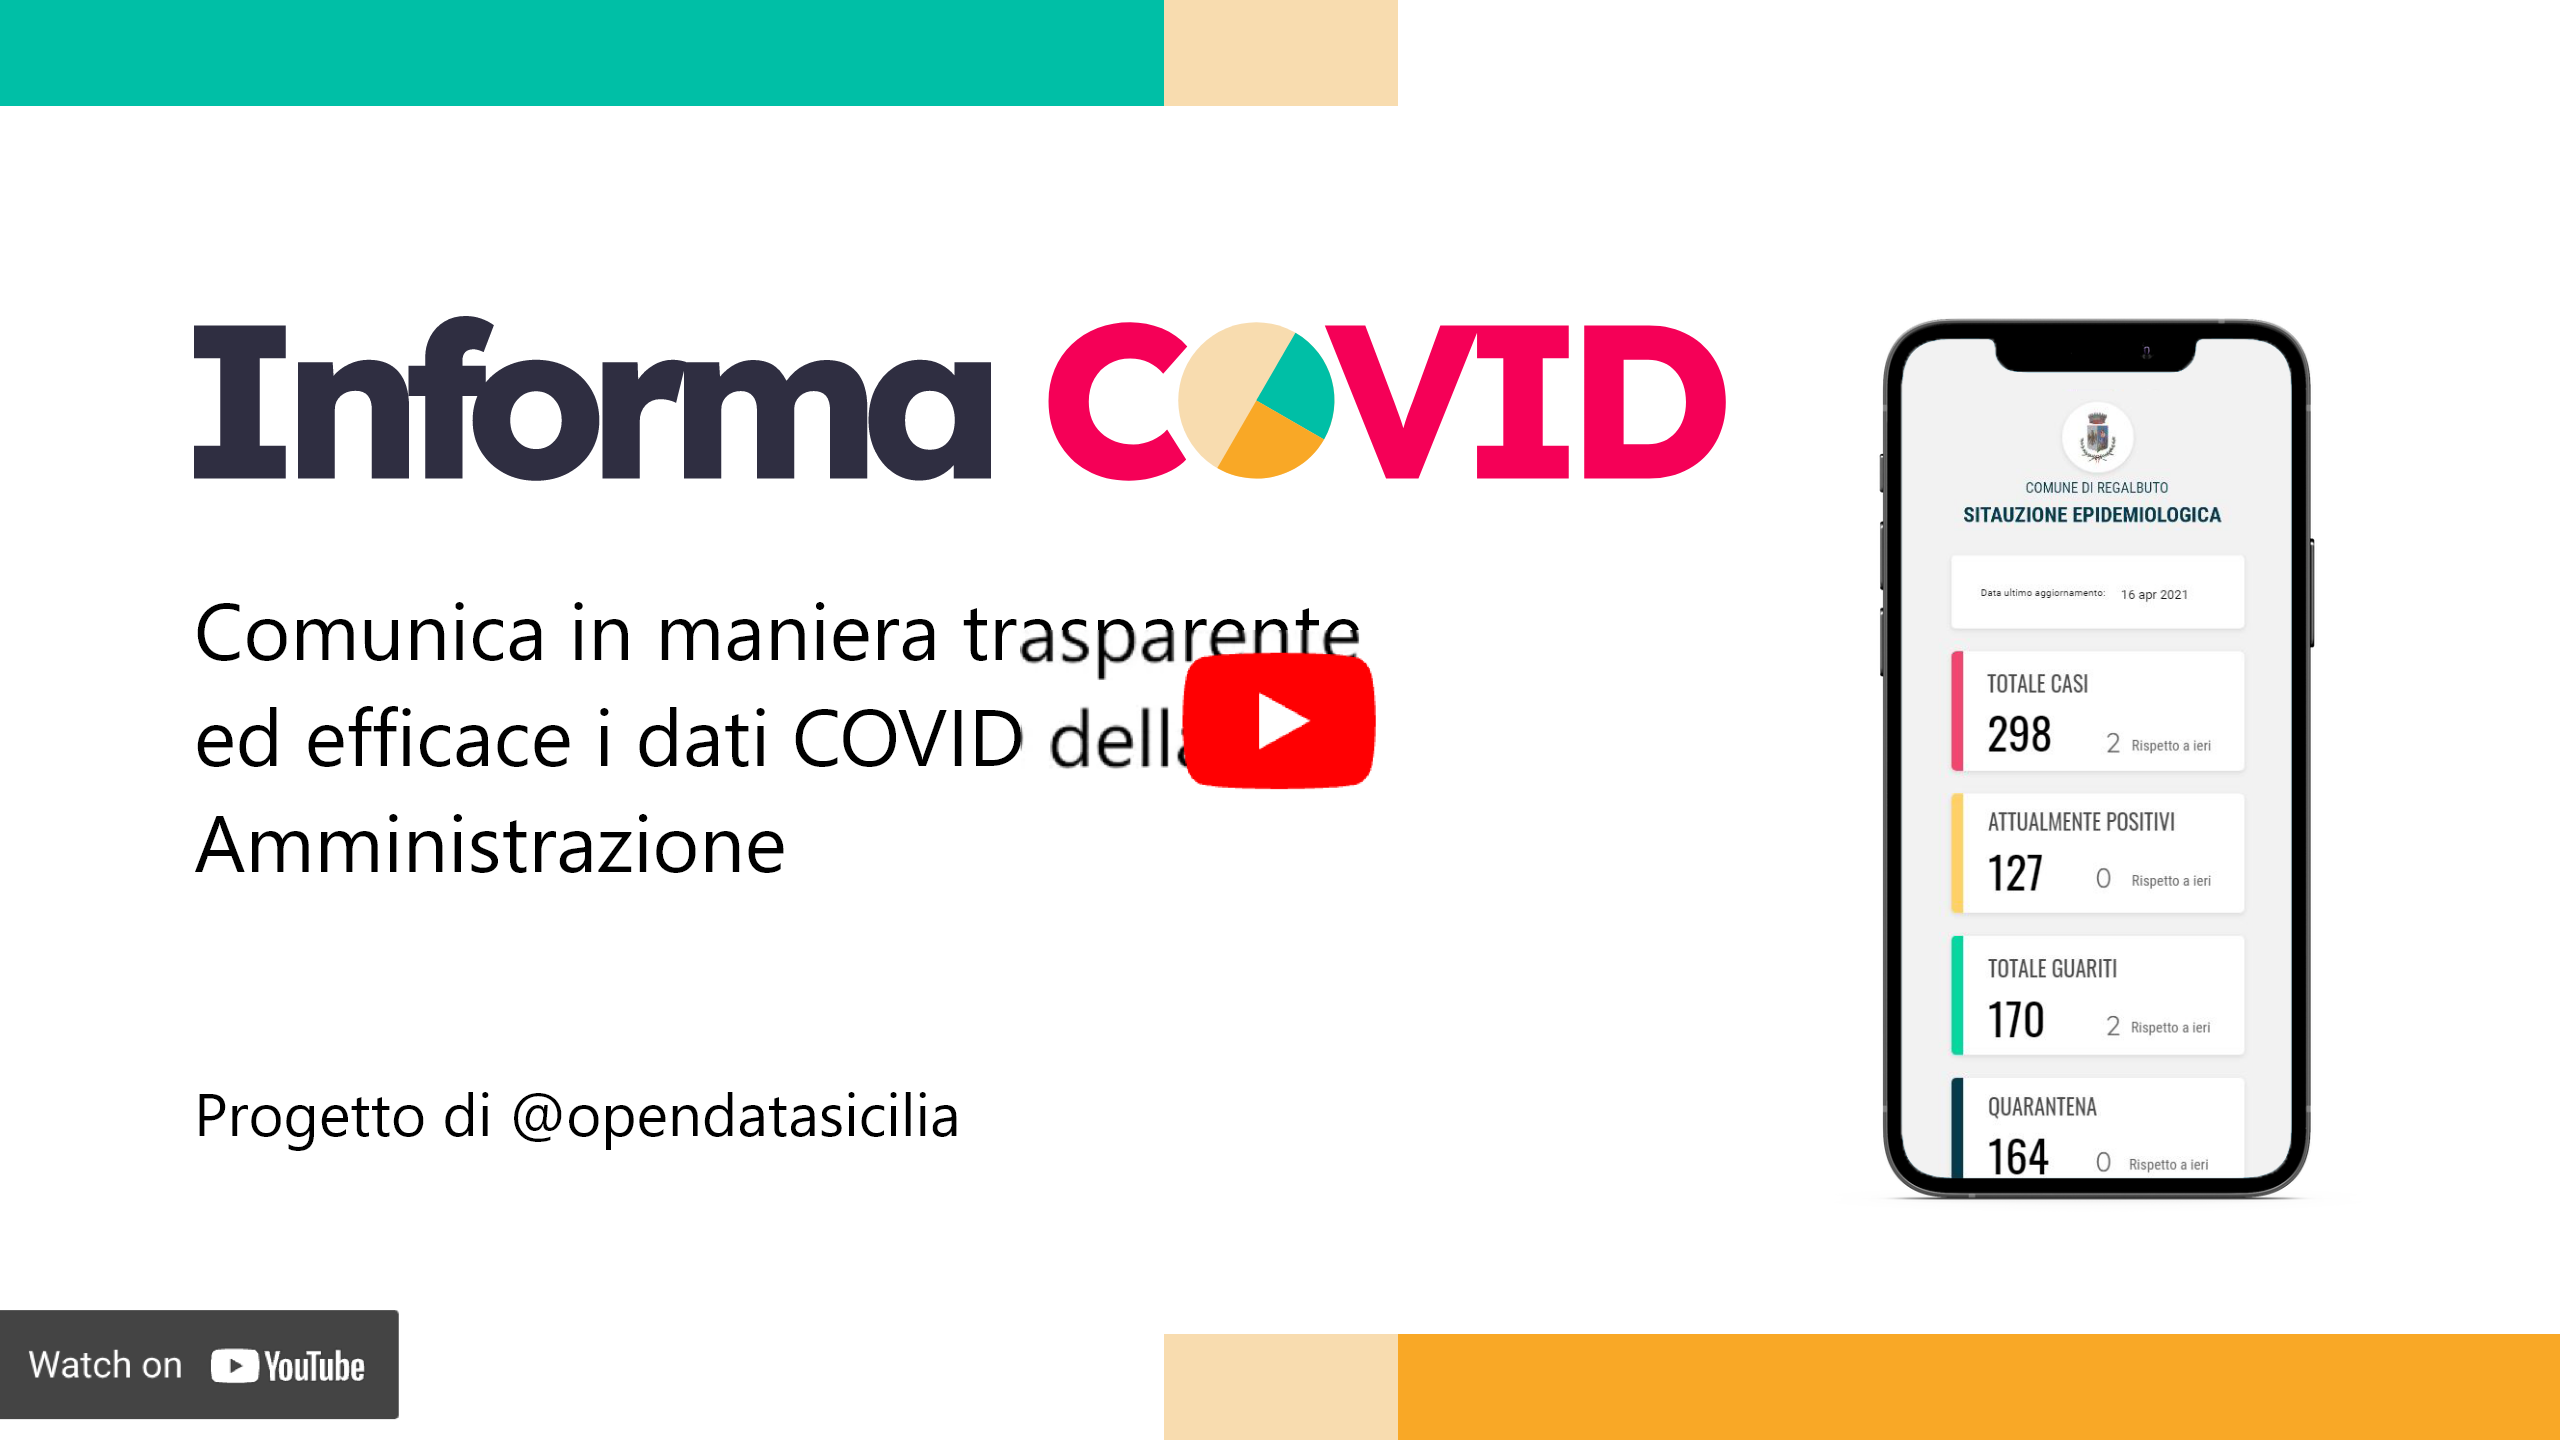 Informa COVID
Comunica in maniera trasparente
ed efficace i dati COVID della
Amministrazione
Progetto di @opendatasicilia
COMUNE DI REGALBUTO
SITAUZIONE EPIDEMIOLOGICA
Data ultimo aggiornamento: 16 apr 2021
TOTALE CASI
298 2 Rispetto a ieri
ATTUALMENTE POSITIVI
127 0 Rispetto a ieri
TOTALE GUARITI
170 2 Rispetto a ieri
QUARANTENA
164 0 Rispetto a ieri
Watch on YouTube